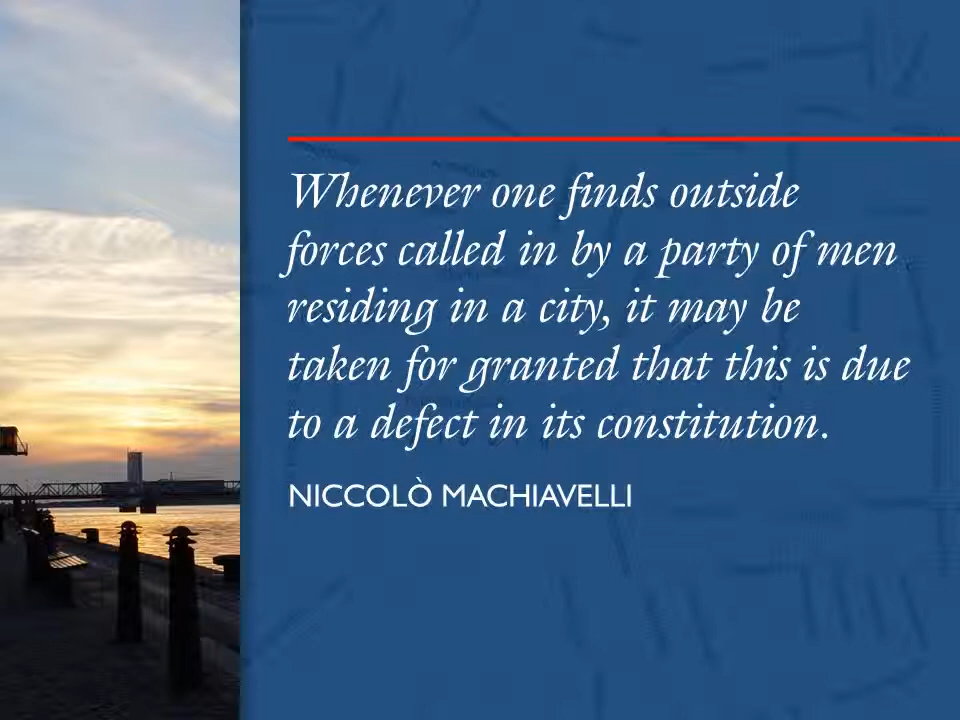 Whenever one finds outside
forces called in by a party of men
residing in a city, it may be
taken for granted that this is due
to a defect in its constitution.
NICCOLÒ MACHIAVELLI